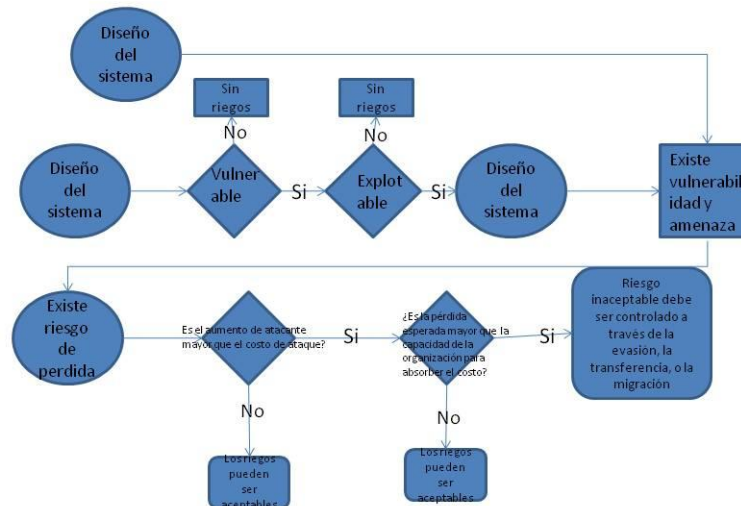 Diseño
del
sistema
Sin
riegos
Sin
riegos
No
No
Diseño
del
sistema
Vulner
able
Si
Explot
able
Si
Diseño
del
sistema
Existe
vulnerabil
idad y
amenaza
Existe
riesgo
de
perdida
Es el aumento de atacante
mayor que el costo de ataque?
Si
¿Es la pérdida
esperada mayor que la
capacidad de la
organización para
absorber el costo?
Si
Riesgo
inaceptable debe
ser controlado a
través de la
evasión, la
transferencia, o la
migración
No
No
Los riegos
pueden
ser
aceptables
Los riegos
pueden
ser
aceptables